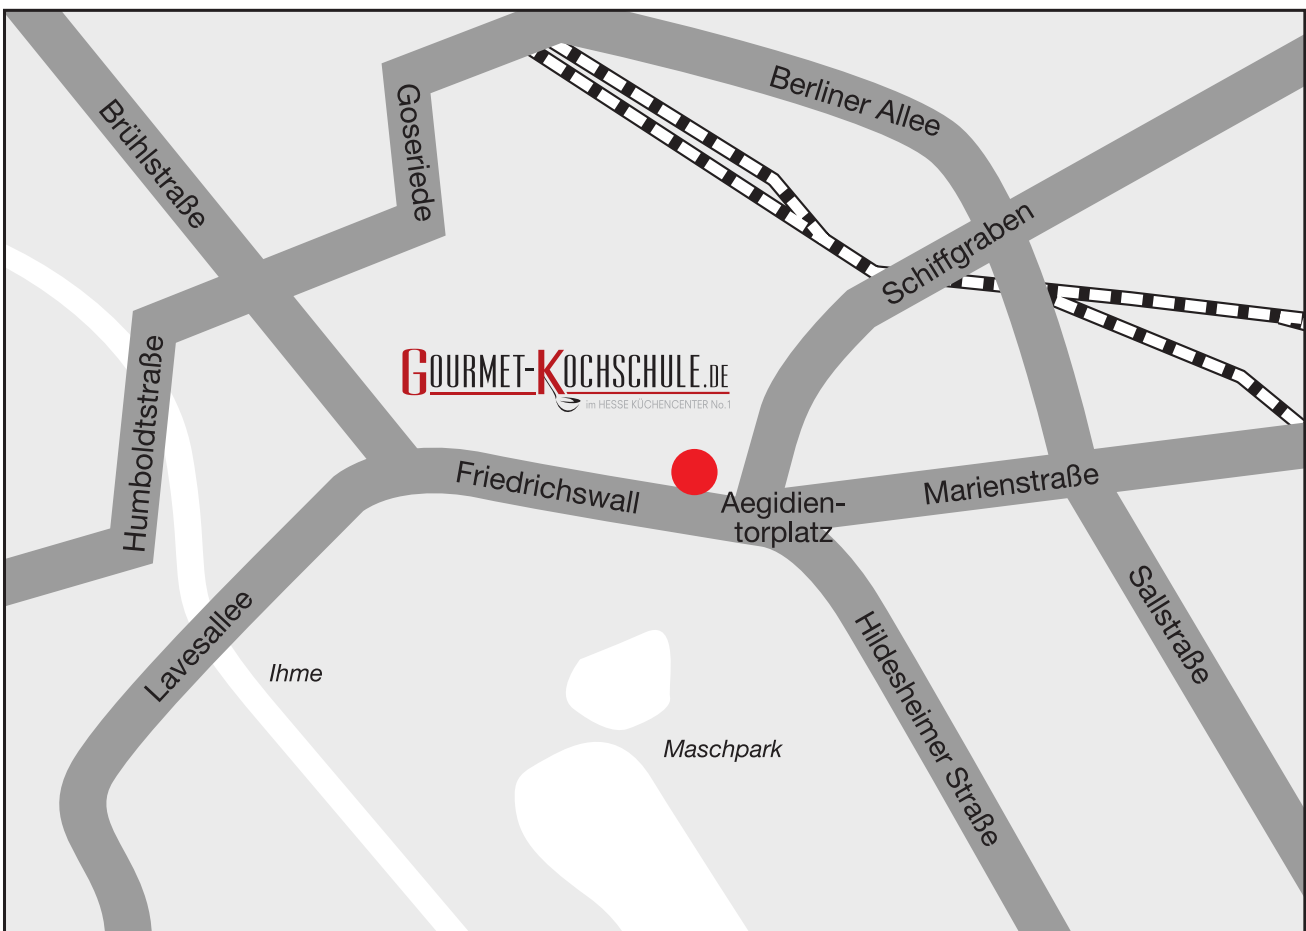 Berliner Allee
Goseriede
Brühlstraße
Schiffgraben
Humboldtstraße
GOURMET-KOCHSCHULE.DE
im HESSE KÜCHENCENTER No.1
Friedrichswall
Aegidien-
torplatz
Marienstraße
Lavesallee
Sallstraße
Hildesheimer Straße
Ihme
Maschpark